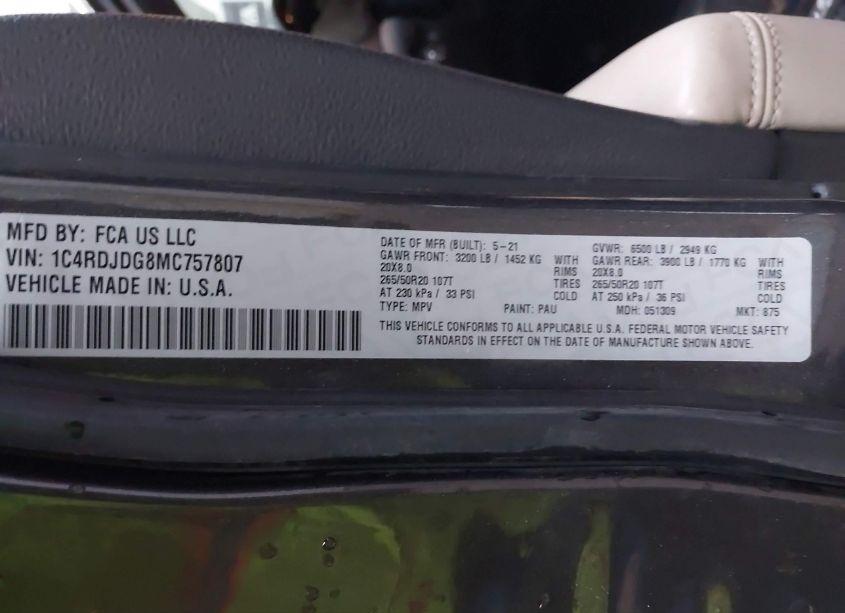 MFD BY: FCA US LLC
VIN: 1C4RDJDG8MC757807
VEHICLE MADE IN: U.S.A.
DATE OF MFR (BUILT): 5-21 GVWR: 6500 LB / 2949 KG
GAWR FRONT: 3200 LB / 1452 KG WITH GAWR REAR: 3900 LB / 1770 KG WITH
20X8.0 RIMS 20X8.0 RIMS
265/50R20 107T TIRES 265/50R20 107T TIRES
AT 230 kPa / 33 PSI COLD AT 250 kPa / 36 PSI COLD
TYPE: MPV PAINT: PAU MDH: 051309 MKT: 875
THIS VEHICLE CONFORMS TO ALL APPLICABLE U.S.A. FEDERAL MOTOR VEHICLE SAFETY
STANDARDS IN EFFECT ON THE DATE OF MANUFACTURE SHOWN ABOVE.